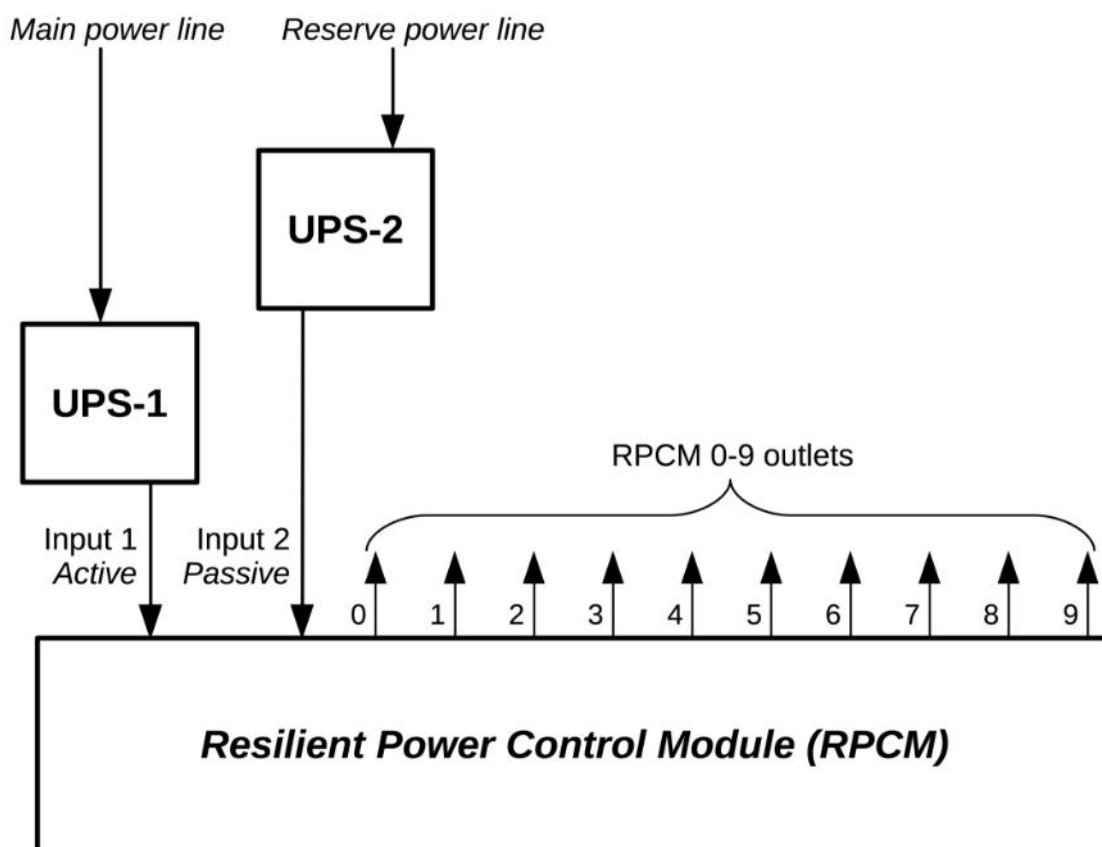 Main power line
Reserve power line
UPS-2
UPS-1
RPCM 0-9 outlets
Input 1
Active
Input 2
Passive
0 1 2 3 4 5 6 7 8 9
Resilient Power Control Module (RPCM)